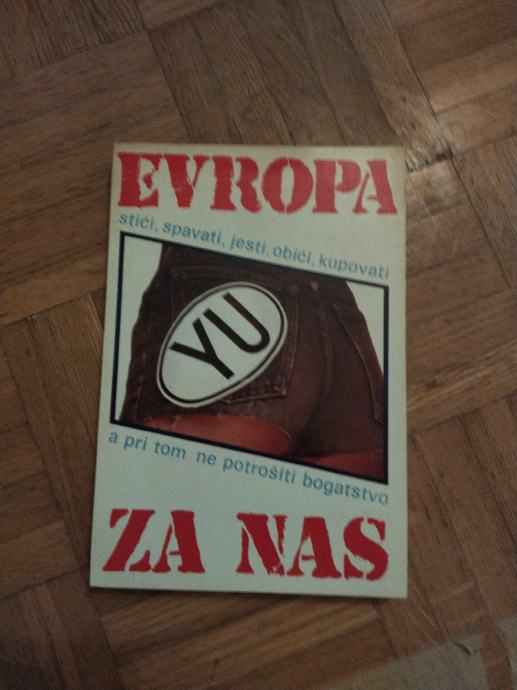 EVROPA
stići, spavati, jesti, obići, kupovati
YU
a pri tom ne potrošiti bogatstvo
ZA NAS